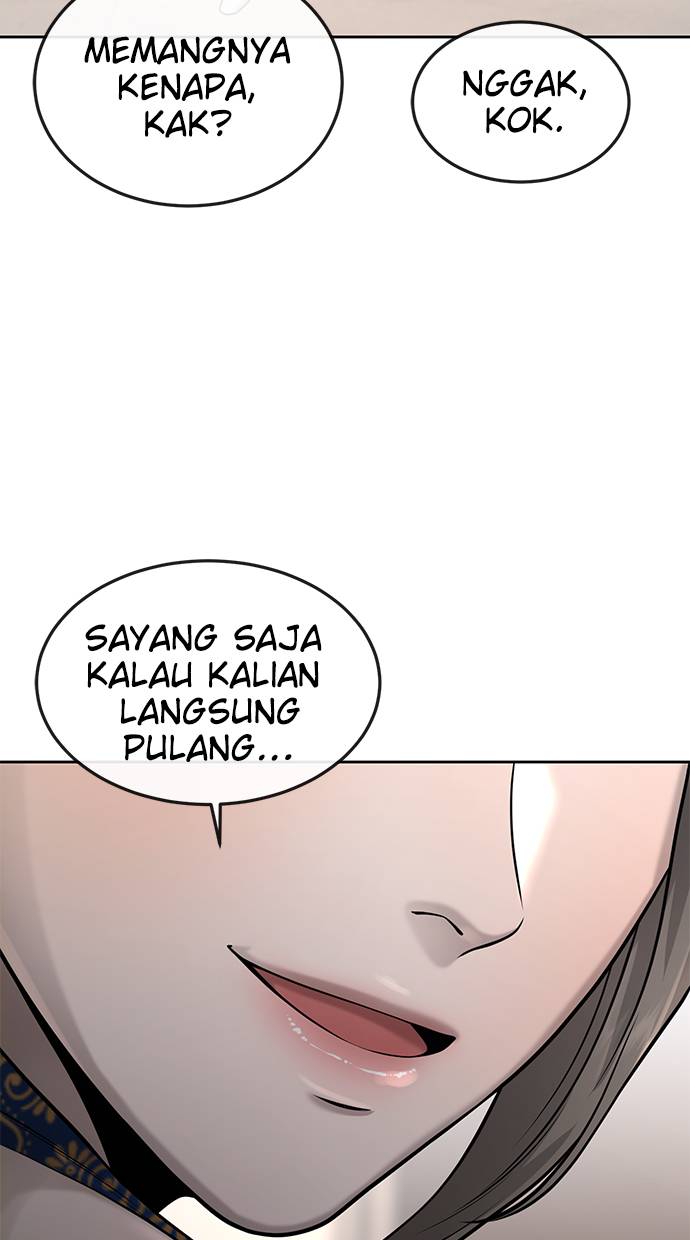 MEMANGNYA
KENAPA,
KAK?
NGGAK,
KOK.
SAYANG SAJA
KALAU KALIAN
LANGSUNG
PULANG...